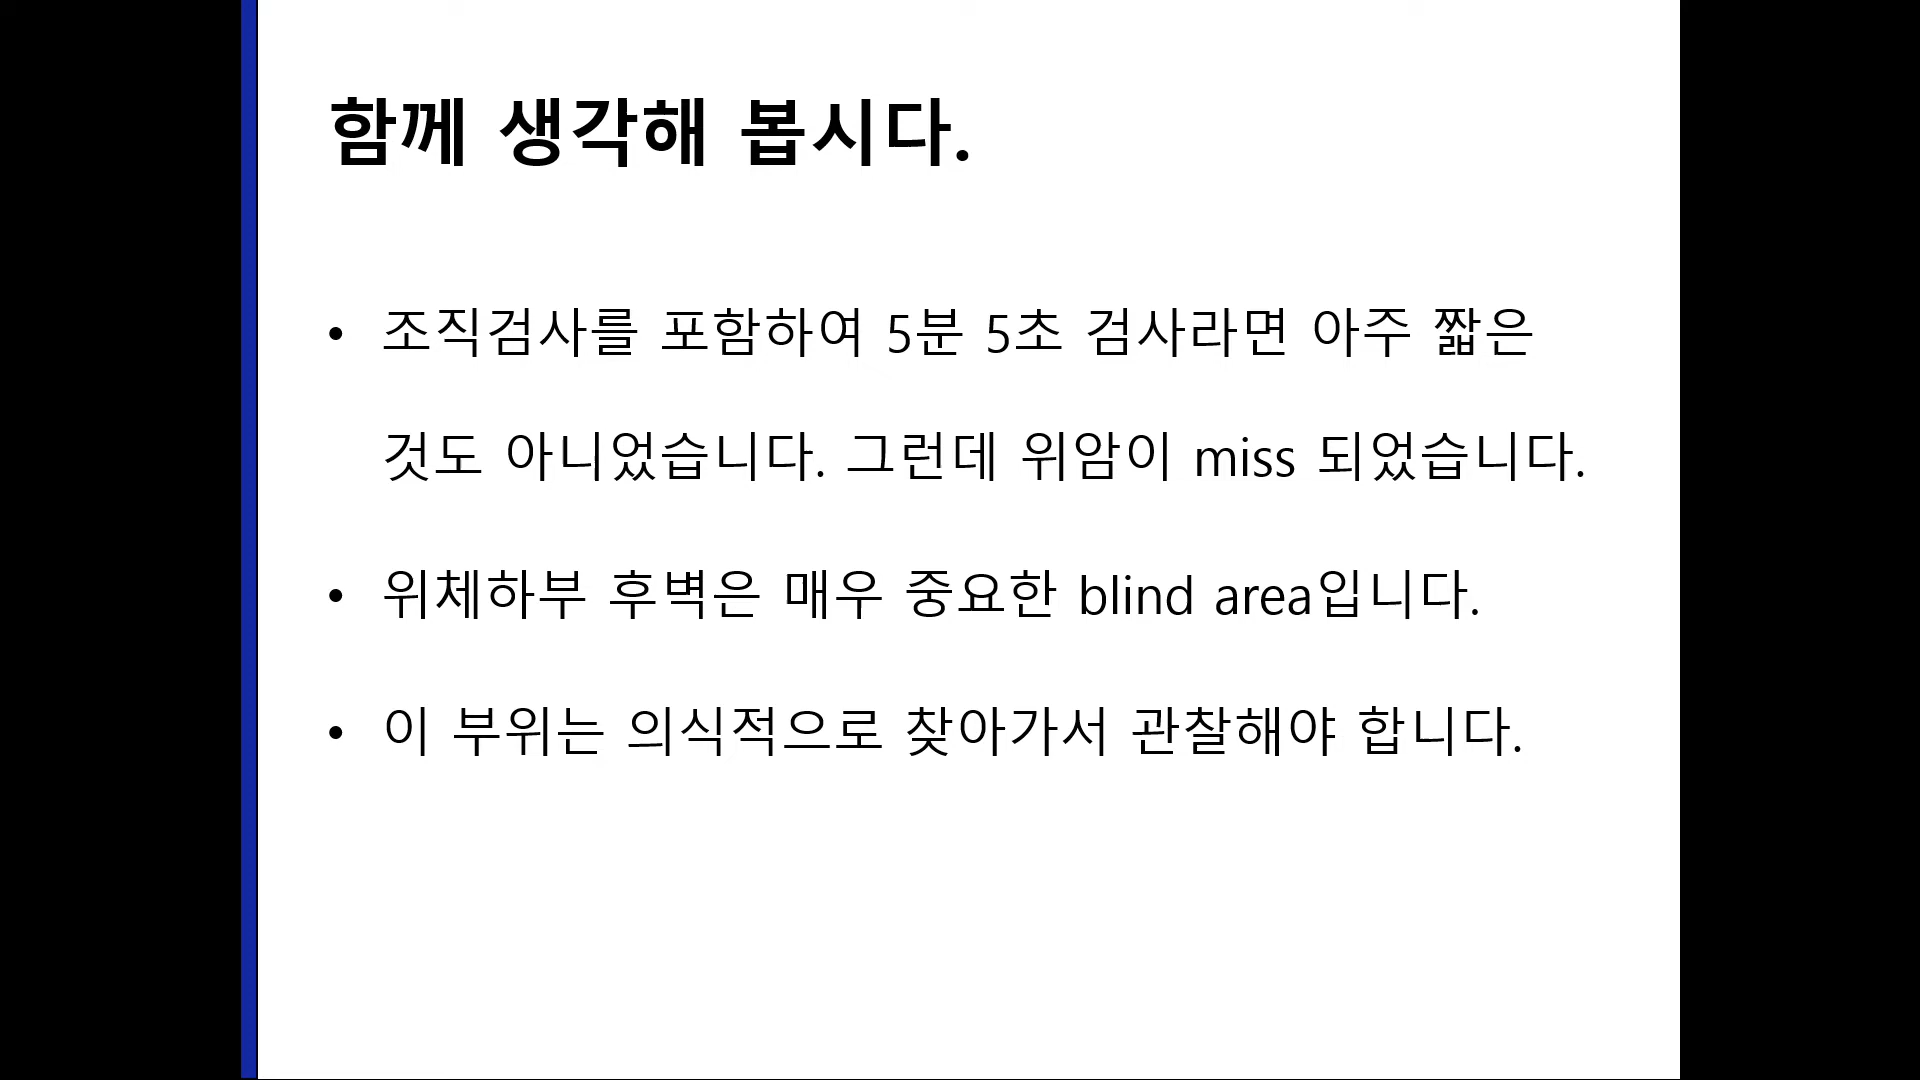 함께 생각해 봅시다.
• 조직검사를 포함하여 5분 5초 검사라면 아주 짧은
것도 아니었습니다. 그런데 위암이 miss 되었습니다.
• 위체하부 후벽은 매우 중요한 blind area입니다.
• 이 부위는 의식적으로 찾아가서 관찰해야 합니다.